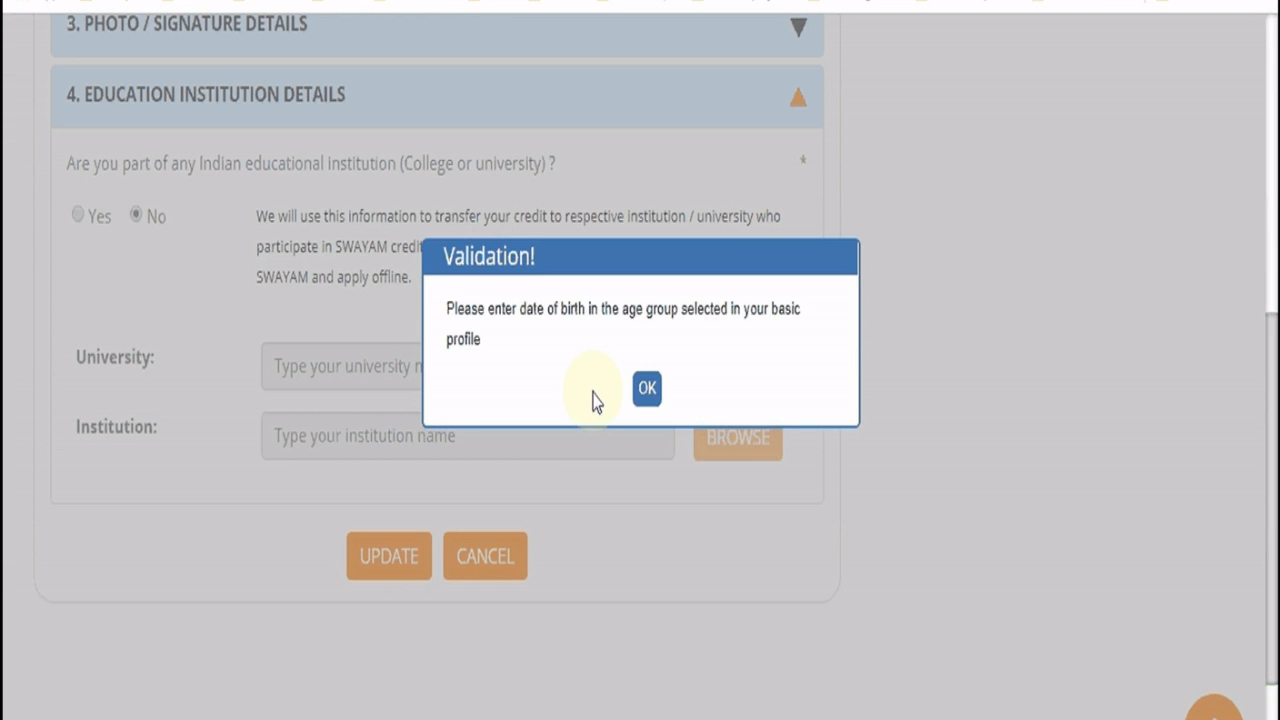 3. PHOTO / SIGNATURE DETAILS
4. EDUCATION INSTITUTION DETAILS
Are you part of any Indian educational institution (College or university) ? *
Yes No
We will use this information to transfer your credit to respective institution / university who
participate in SWAYAM credi
SWAYAM and apply offline.
Validation!
Please enter date of birth in the age group selected in your basic
profile
OK
University:
Type your university n
Institution:
Type your institution name
BROWSE
UPDATE CANCEL